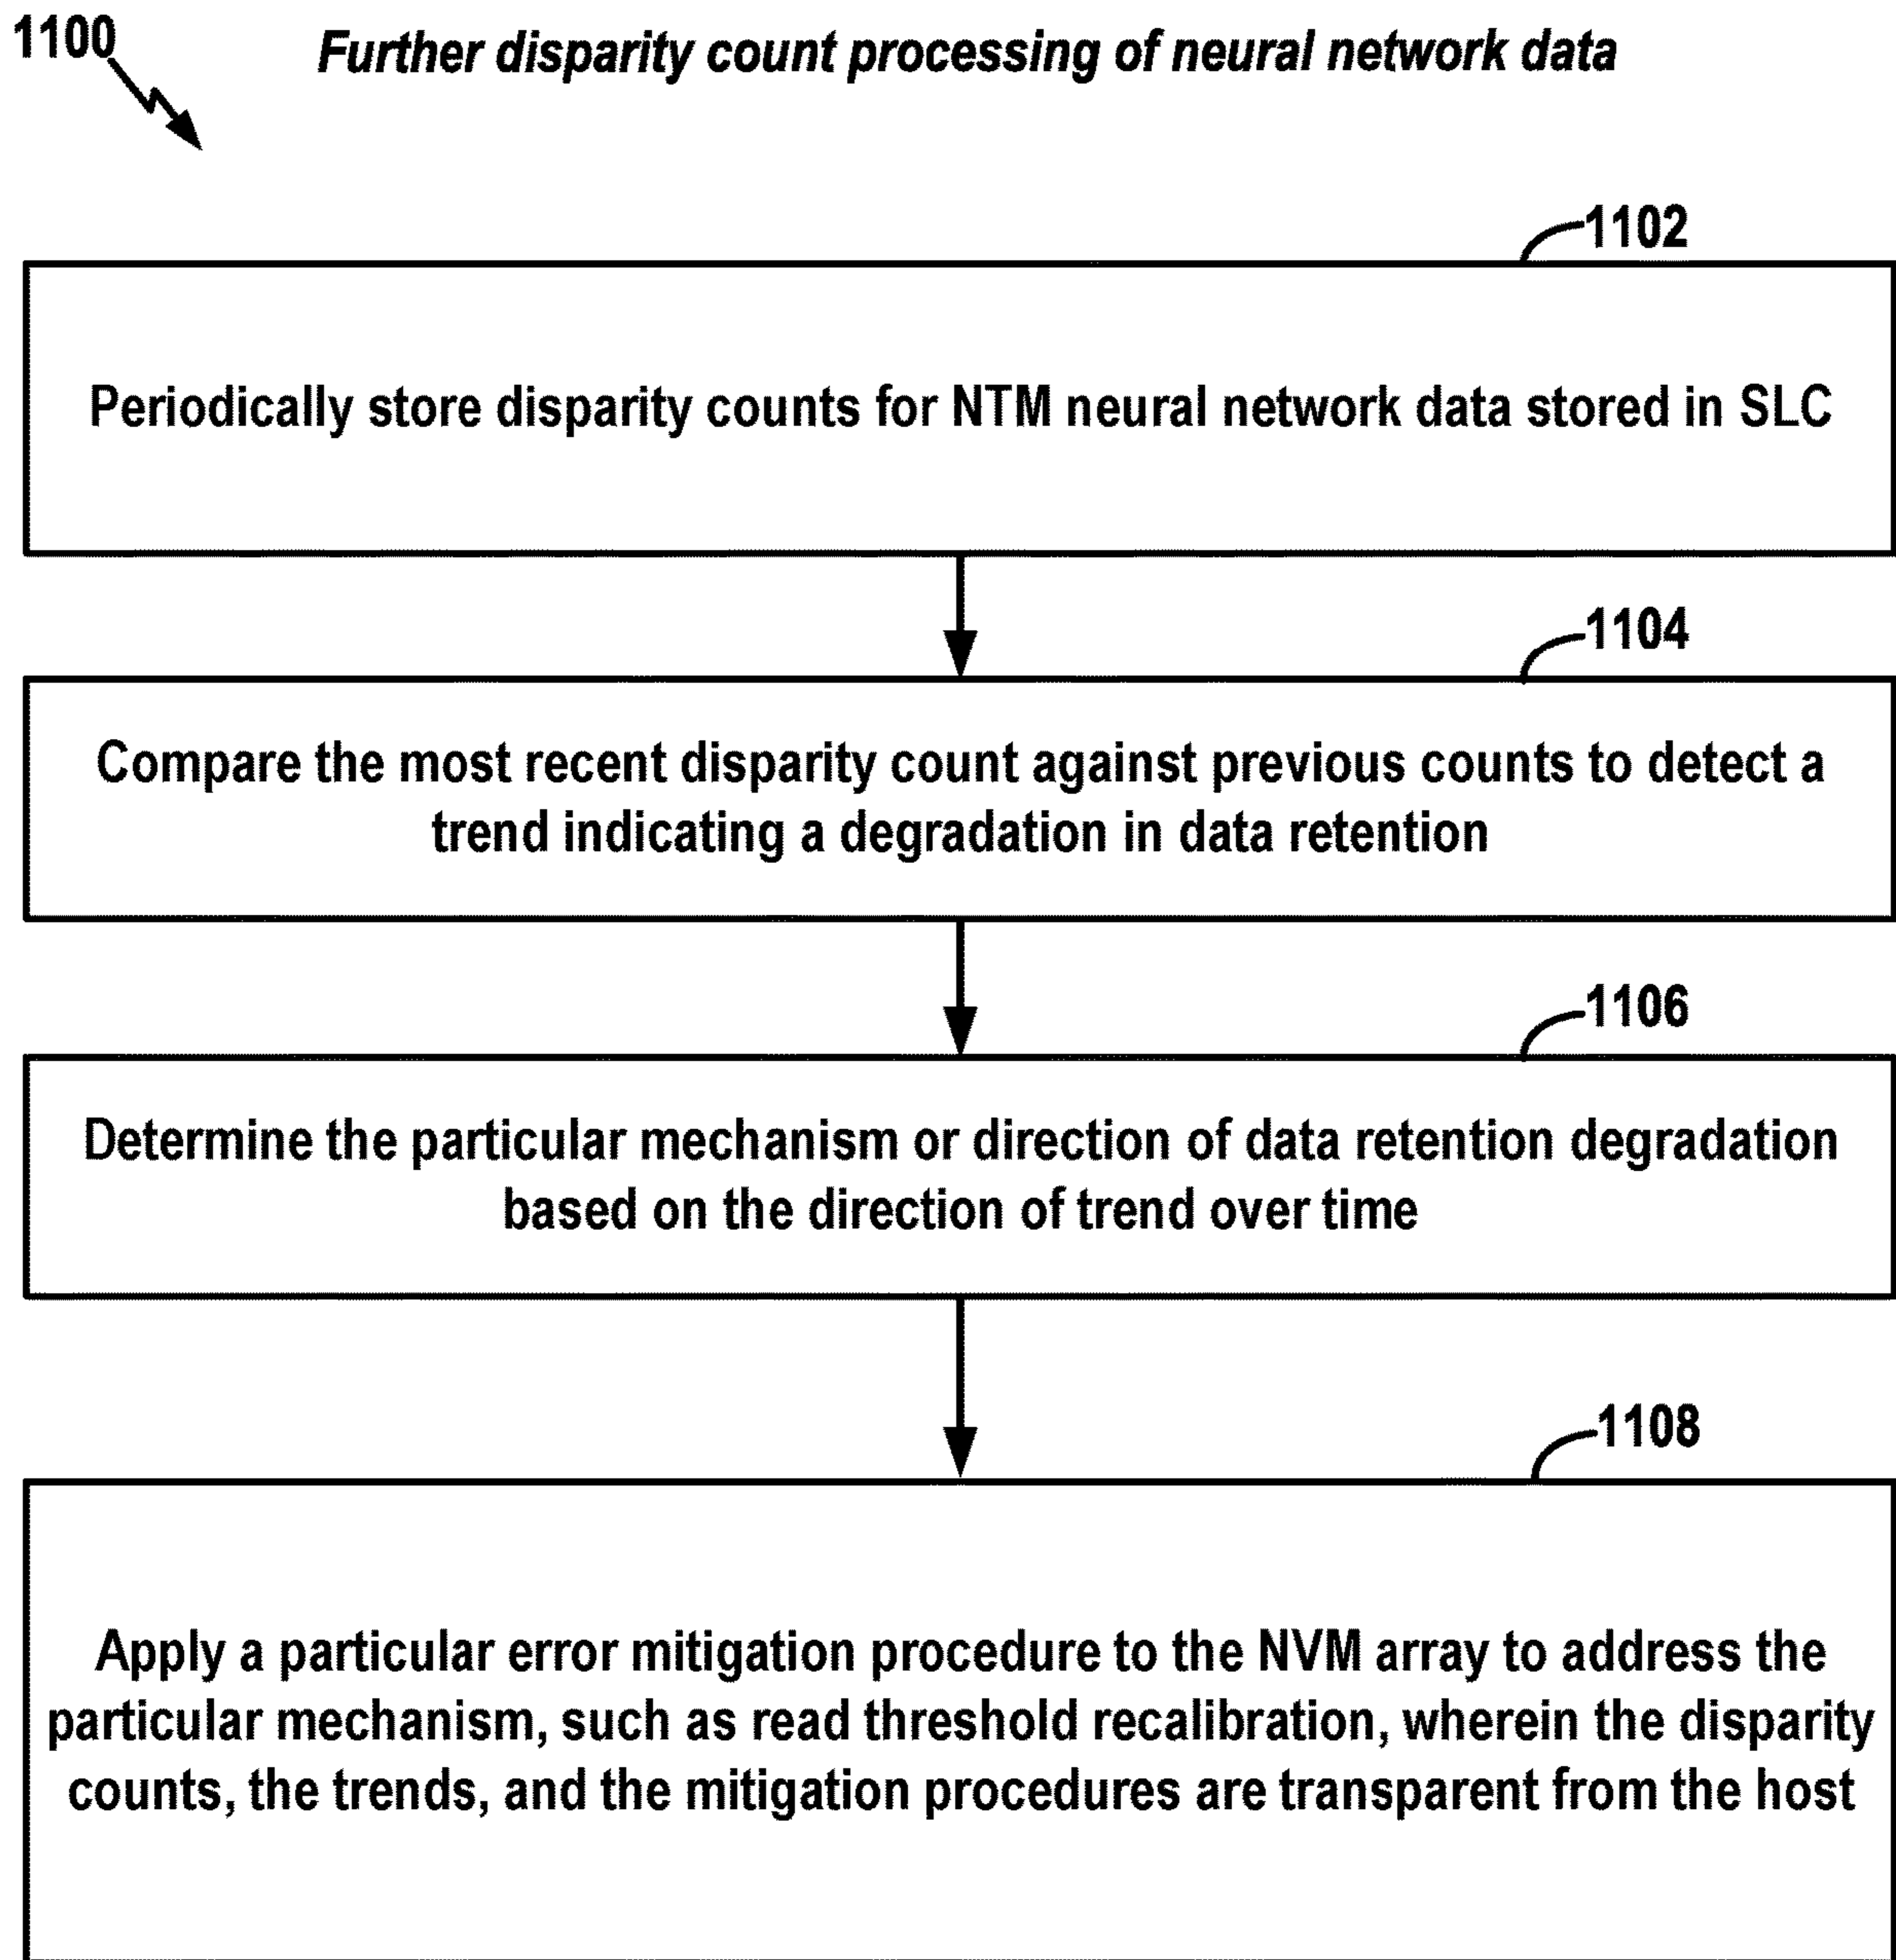 1100
Further disparity count processing of neural network data
1102
Periodically store disparity counts for NTM neural network data stored in SLC
1104
Compare the most recent disparity count against previous counts to detect a
trend indicating a degradation in data retention
1106
Determine the particular mechanism or direction of data retention degradation
based on the direction of trend over time
1108
Apply a particular error mitigation procedure to the NVM array to address the
particular mechanism, such as read threshold recalibration, wherein the disparity
counts, the trends, and the mitigation procedures are transparent from the host